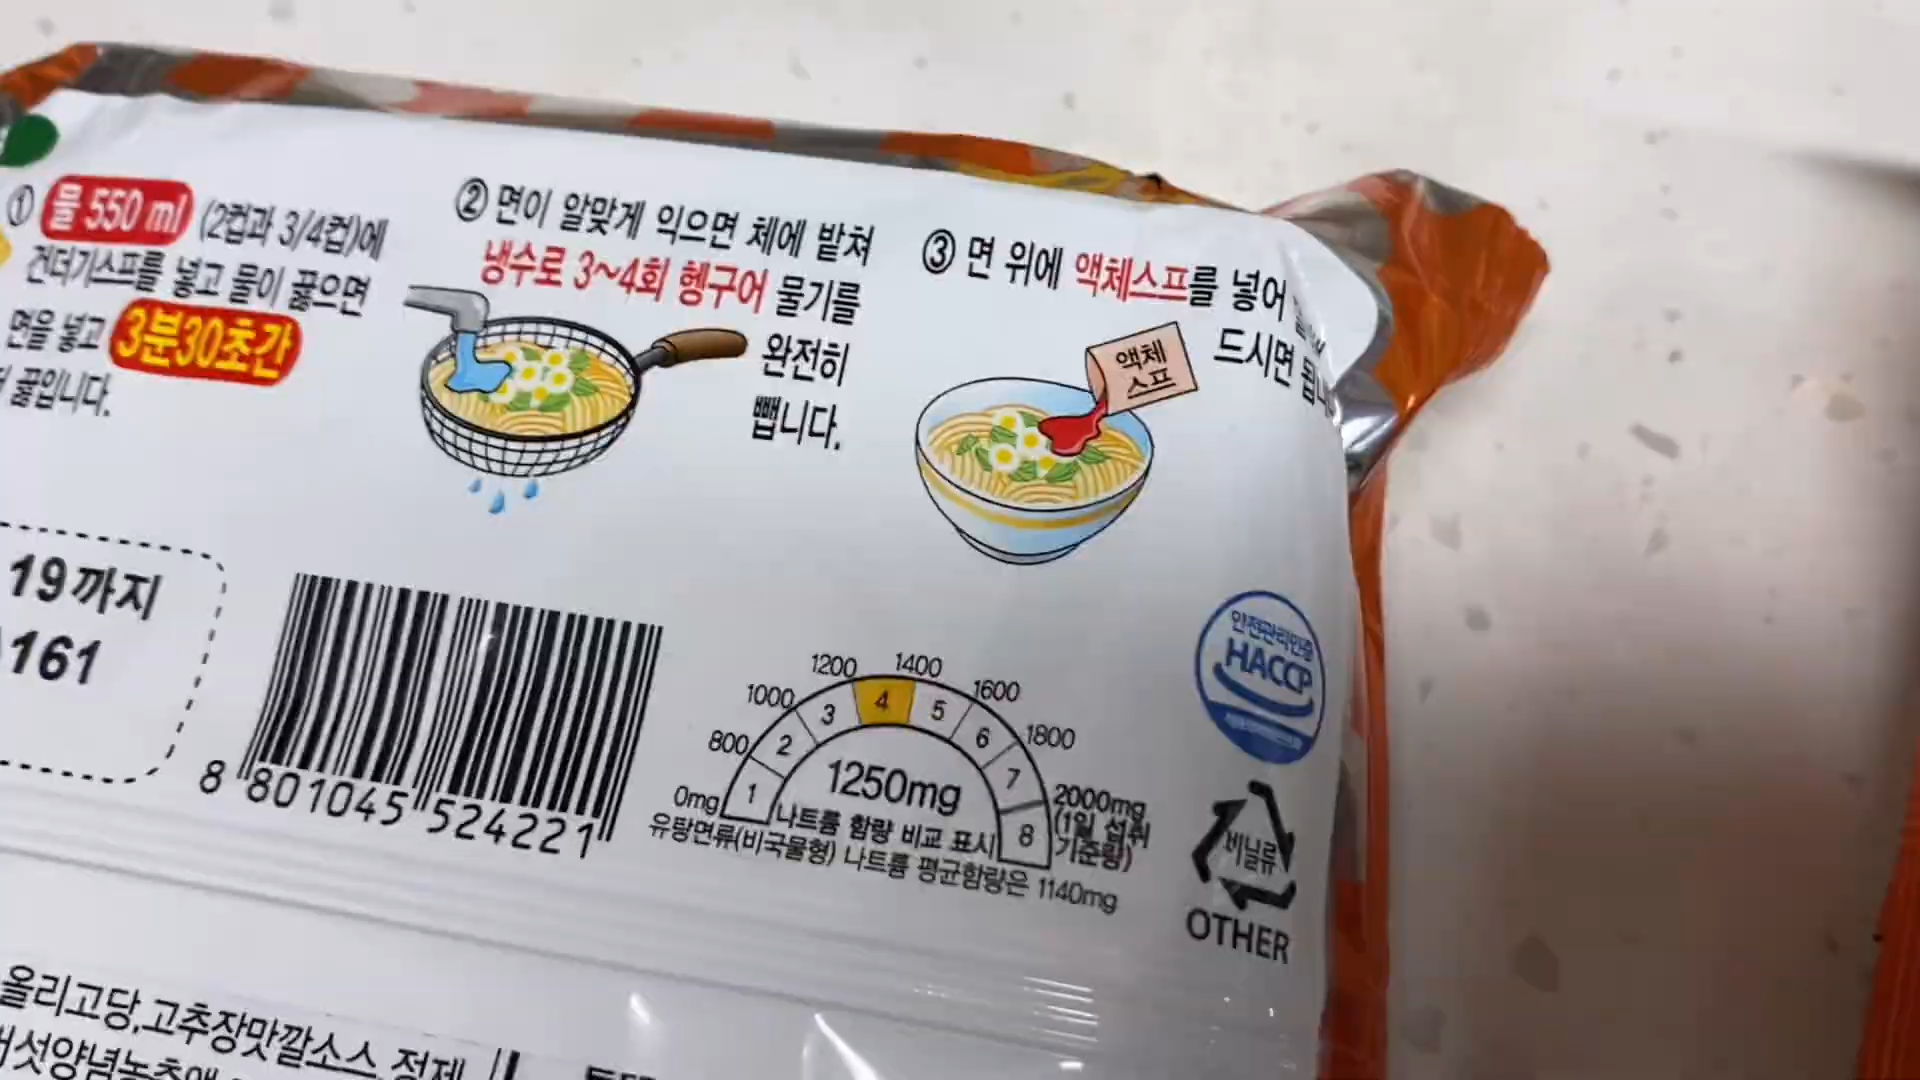 ① 물 550 ml (2컵과 3/4컵)에
건더기스프를 넣고 물이 끓으면
면을 넣고 3분30초간
끓입니다.
② 면이 알맞게 익으면 체에 밭쳐
냉수로 3~4회 헹구어 물기를
완전히
뺍니다.
③ 면 위에 액체스프를 넣어
드시면
액체
스프
19까지
161
8 801045 524221
0mg 800 1000 1200 1400 1600 1800 2000mg
(1일 섭취
기준량)
1 2 3 4 5 6 7 8
1250mg
나트륨 함량 비교 표시
유탕면류(비국물형) 나트륨 평균함량은 1140mg
안전관리인증
HACCP
비닐류
OTHER
올리고당,고추장맛깔소스,정제